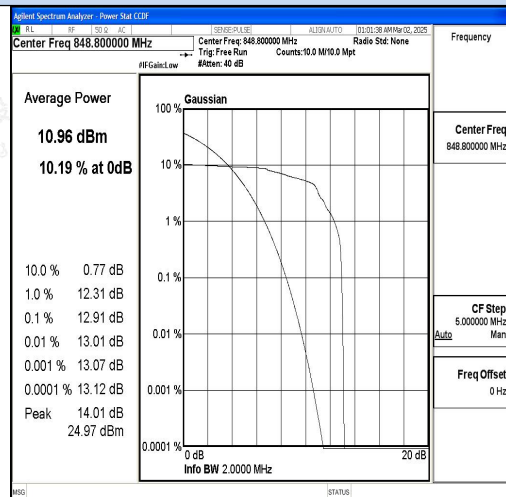 Agilent Spectrum Analyzer - Power Stat CCDF
RL RF 50 Ω AC SENSE:PULSE ALIGN AUTO 01:01:38 AM Mar 02, 2025
Center Freq 848.800000 MHz
Center Freq: 848.800000 MHz Radio Std: None
Trig: Free Run Counts:10.0 M/10.0 Mpt
#IFGain:Low #Atten: 40 dB
Frequency
Average Power
10.96 dBm
10.19 % at 0dB
10.0 % 0.77 dB
1.0 % 12.31 dB
0.1 % 12.91 dB
0.01 % 13.01 dB
0.001 % 13.07 dB
0.0001 % 13.12 dB
Peak 14.01 dB
24.97 dBm
Gaussian
100 %
10 %
1 %
0.1 %
0.01 %
0.001 %
0.0001 %
0 dB 20 dB
Info BW 2.0000 MHz
Center Freq
848.800000 MHz
CF Step
5.000000 MHz
Auto Man
Freq Offset
0 Hz
MSG STATUS